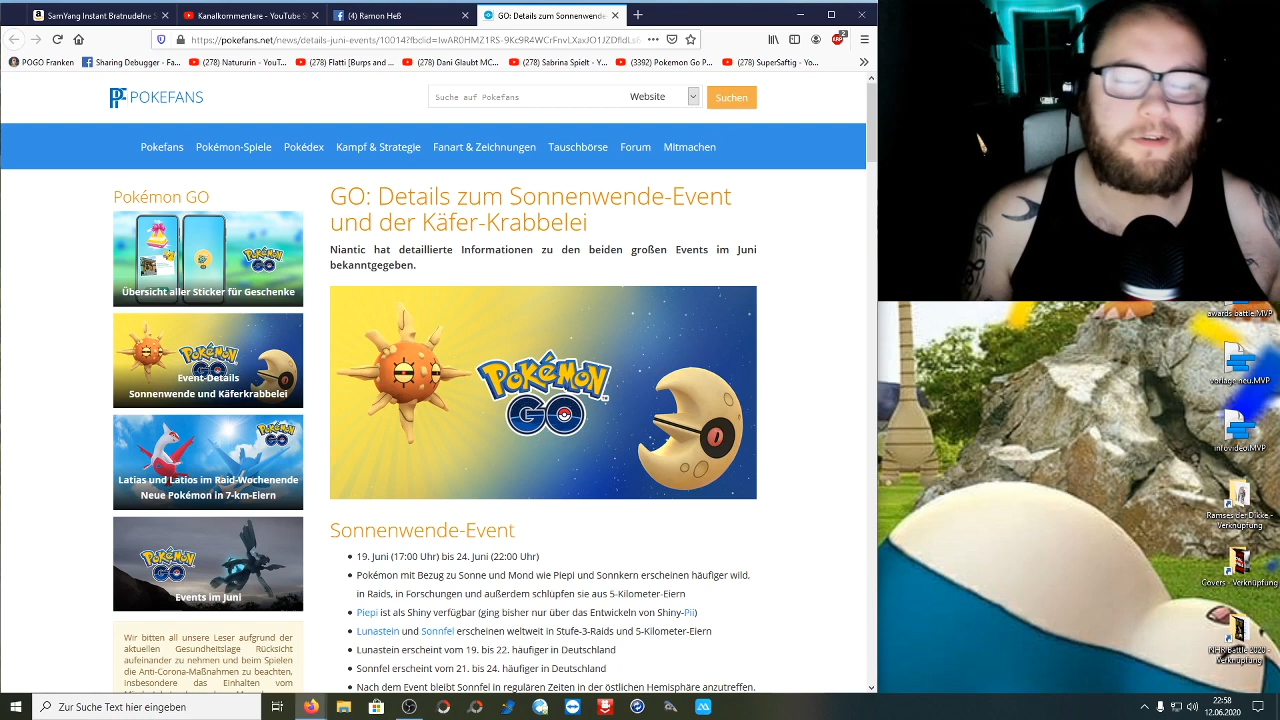 SamYang Instant Bratnudelne S
Kanalkommentare - YouTube S
(4) Ramon Heß
GO: Details zum Sonnenwende
https://pokefans.net/news/details-juni-events/10014?fbclid=
2
POGO Franken
Sharing Debugger - Fa...
(278) Natururin - YouT...
(278) Flatti [Burps and ...
(278) Dani Glaubt MC...
(278) Sabrina Spielt - Y...
(3392) Pokemon Go P...
(278) SuperSaftig - Yo...
POKEFANS
Suche auf Pokefans
Website
Suchen
Pokefans
Pokémon-Spiele
Pokédex
Kampf & Strategie
Fanart & Zeichnungen
Tauschbörse
Forum
Mitmachen
Pokémon GO
Pokémon GO
Übersicht aller Sticker für Geschenke
Pokémon GO
Event-Details
Sonnenwende und Käferkrabbelei
Pokémon GO
Latias und Latios im Raid-Wochenende
Neue Pokémon in 7-km-Eiern
Pokémon GO
Events im Juni
Wir bitten all unsere Leser aufgrund der
aktuellen Gesundheitslage Rücksicht
aufeinander zu nehmen und beim Spielen
die Anti-Corona-Maßnahmen zu beachten,
insbesondere das Einhalten vom
GO: Details zum Sonnenwende-Event
und der Käfer-Krabbelei
Niantic hat detaillierte Informationen zu den beiden großen Events im Juni
bekanntgegeben.
Pokémon
GO
Sonnenwende-Event
19. Juni (17:00 Uhr) bis 24. Juni (22:00 Uhr)
Pokémon mit Bezug zu Sonne und Mond wie Piepi und Sonnkern erscheinen häufiger wild,
in Raids, in Forschungen und außerdem schlüpfen sie aus 5-Kilometer-Eiern
Piepi ist als Shiny verfügbar (ging bisher nur über das Entwickeln von Shiny-Pii)
Lunastein und Sonnfel erscheinen weltweit in Stufe-3-Raids und 5-Kilometer-Eiern
Lunastein erscheint vom 19. bis 22. häufiger in Deutschland
Sonnfel erscheint vom 21. bis 24. häufiger in Deutschland
Nach dem Event bleibt Sonnfel in regulären Zeiten in der östlichen Hemisphäre anzutreffen.
awards battle.MVP
vorlage neu.MVP
infovideo.MVP
Ramses der Dikke -
Verknüpfung
Covers - Verknüpfung
Verknüpfung
Zur Suche Text hier eingeben
22:58
12.06.2020